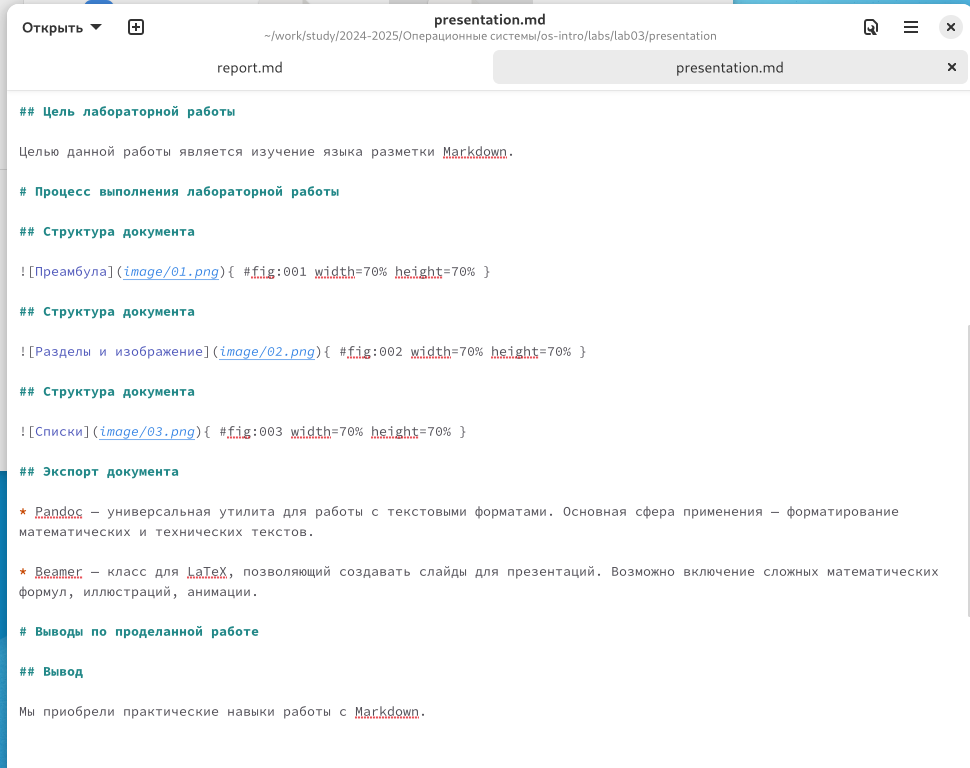 Открыть
presentation.md
~/work/study/2024-2025/Операционные системы/os-intro/labs/lab03/presentation
report.md
presentation.md
## Цель лабораторной работы
Целью данной работы является изучение языка разметки Markdown.
# Процесс выполнения лабораторной работы
## Структура документа
![Преамбула](image/01.png){ #fig:001 width=70% height=70% }
## Структура документа
![Разделы и изображение](image/02.png){ #fig:002 width=70% height=70% }
## Структура документа
![Списки](image/03.png){ #fig:003 width=70% height=70% }
## Экспорт документа
* Pandoc — универсальная утилита для работы с текстовыми форматами. Основная сфера применения — форматирование
математических и технических текстов.
* Beamer — класс для LaTeX, позволяющий создавать слайды для презентаций. Возможно включение сложных математических
формул, иллюстраций, анимации.
# Выводы по проделанной работе
## Вывод
Мы приобрели практические навыки работы с Markdown.